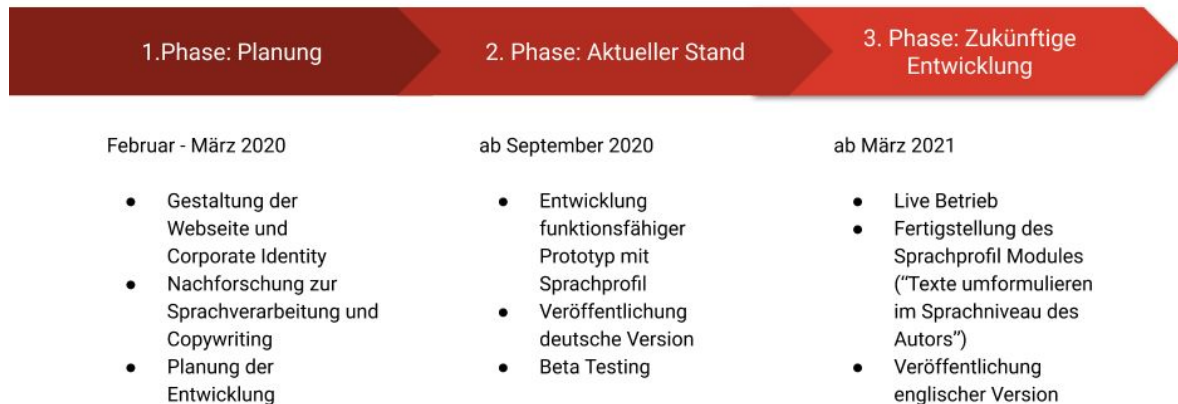 1.Phase: Planung
2. Phase: Aktueller Stand
3. Phase: Zukünftige
Entwicklung
Februar - März 2020
● Gestaltung der
Webseite und
Corporate Identity
● Nachforschung zur
Sprachverarbeitung und
Copywriting
● Planung der
Entwicklung
ab September 2020
● Entwicklung
funktionsfähiger
Prototyp mit
Sprachprofil
● Veröffentlichung
deutsche Version
● Beta Testing
ab März 2021
● Live Betrieb
● Fertigstellung des
Sprachprofil Modules
(“Texte umformulieren
im Sprachniveau des
Autors”)
● Veröffentlichung
englischer Version